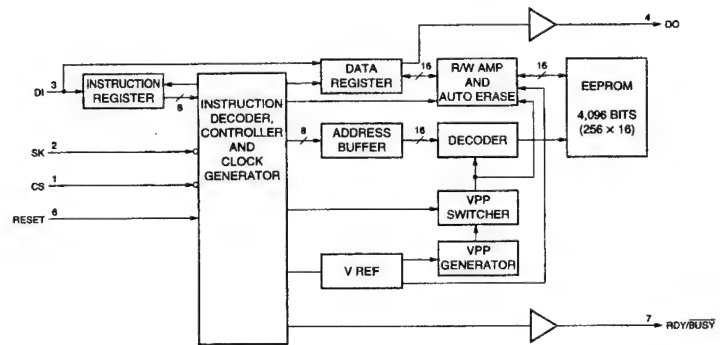 4
DO
DI
3
INSTRUCTION
REGISTER
8
INSTRUCTION
DECODER,
CONTROLLER
AND
CLOCK
GENERATOR
DATA
REGISTER
16
R/W AMP
AND
AUTO ERASE
16
EEPROM
4,096 BITS
(256 × 16)
SK
2
8
ADDRESS
BUFFER
16
DECODER
CS
1
RESET
6
VPP
SWITCHER
VPP
GENERATOR
V REF
7
RDY/BUSY